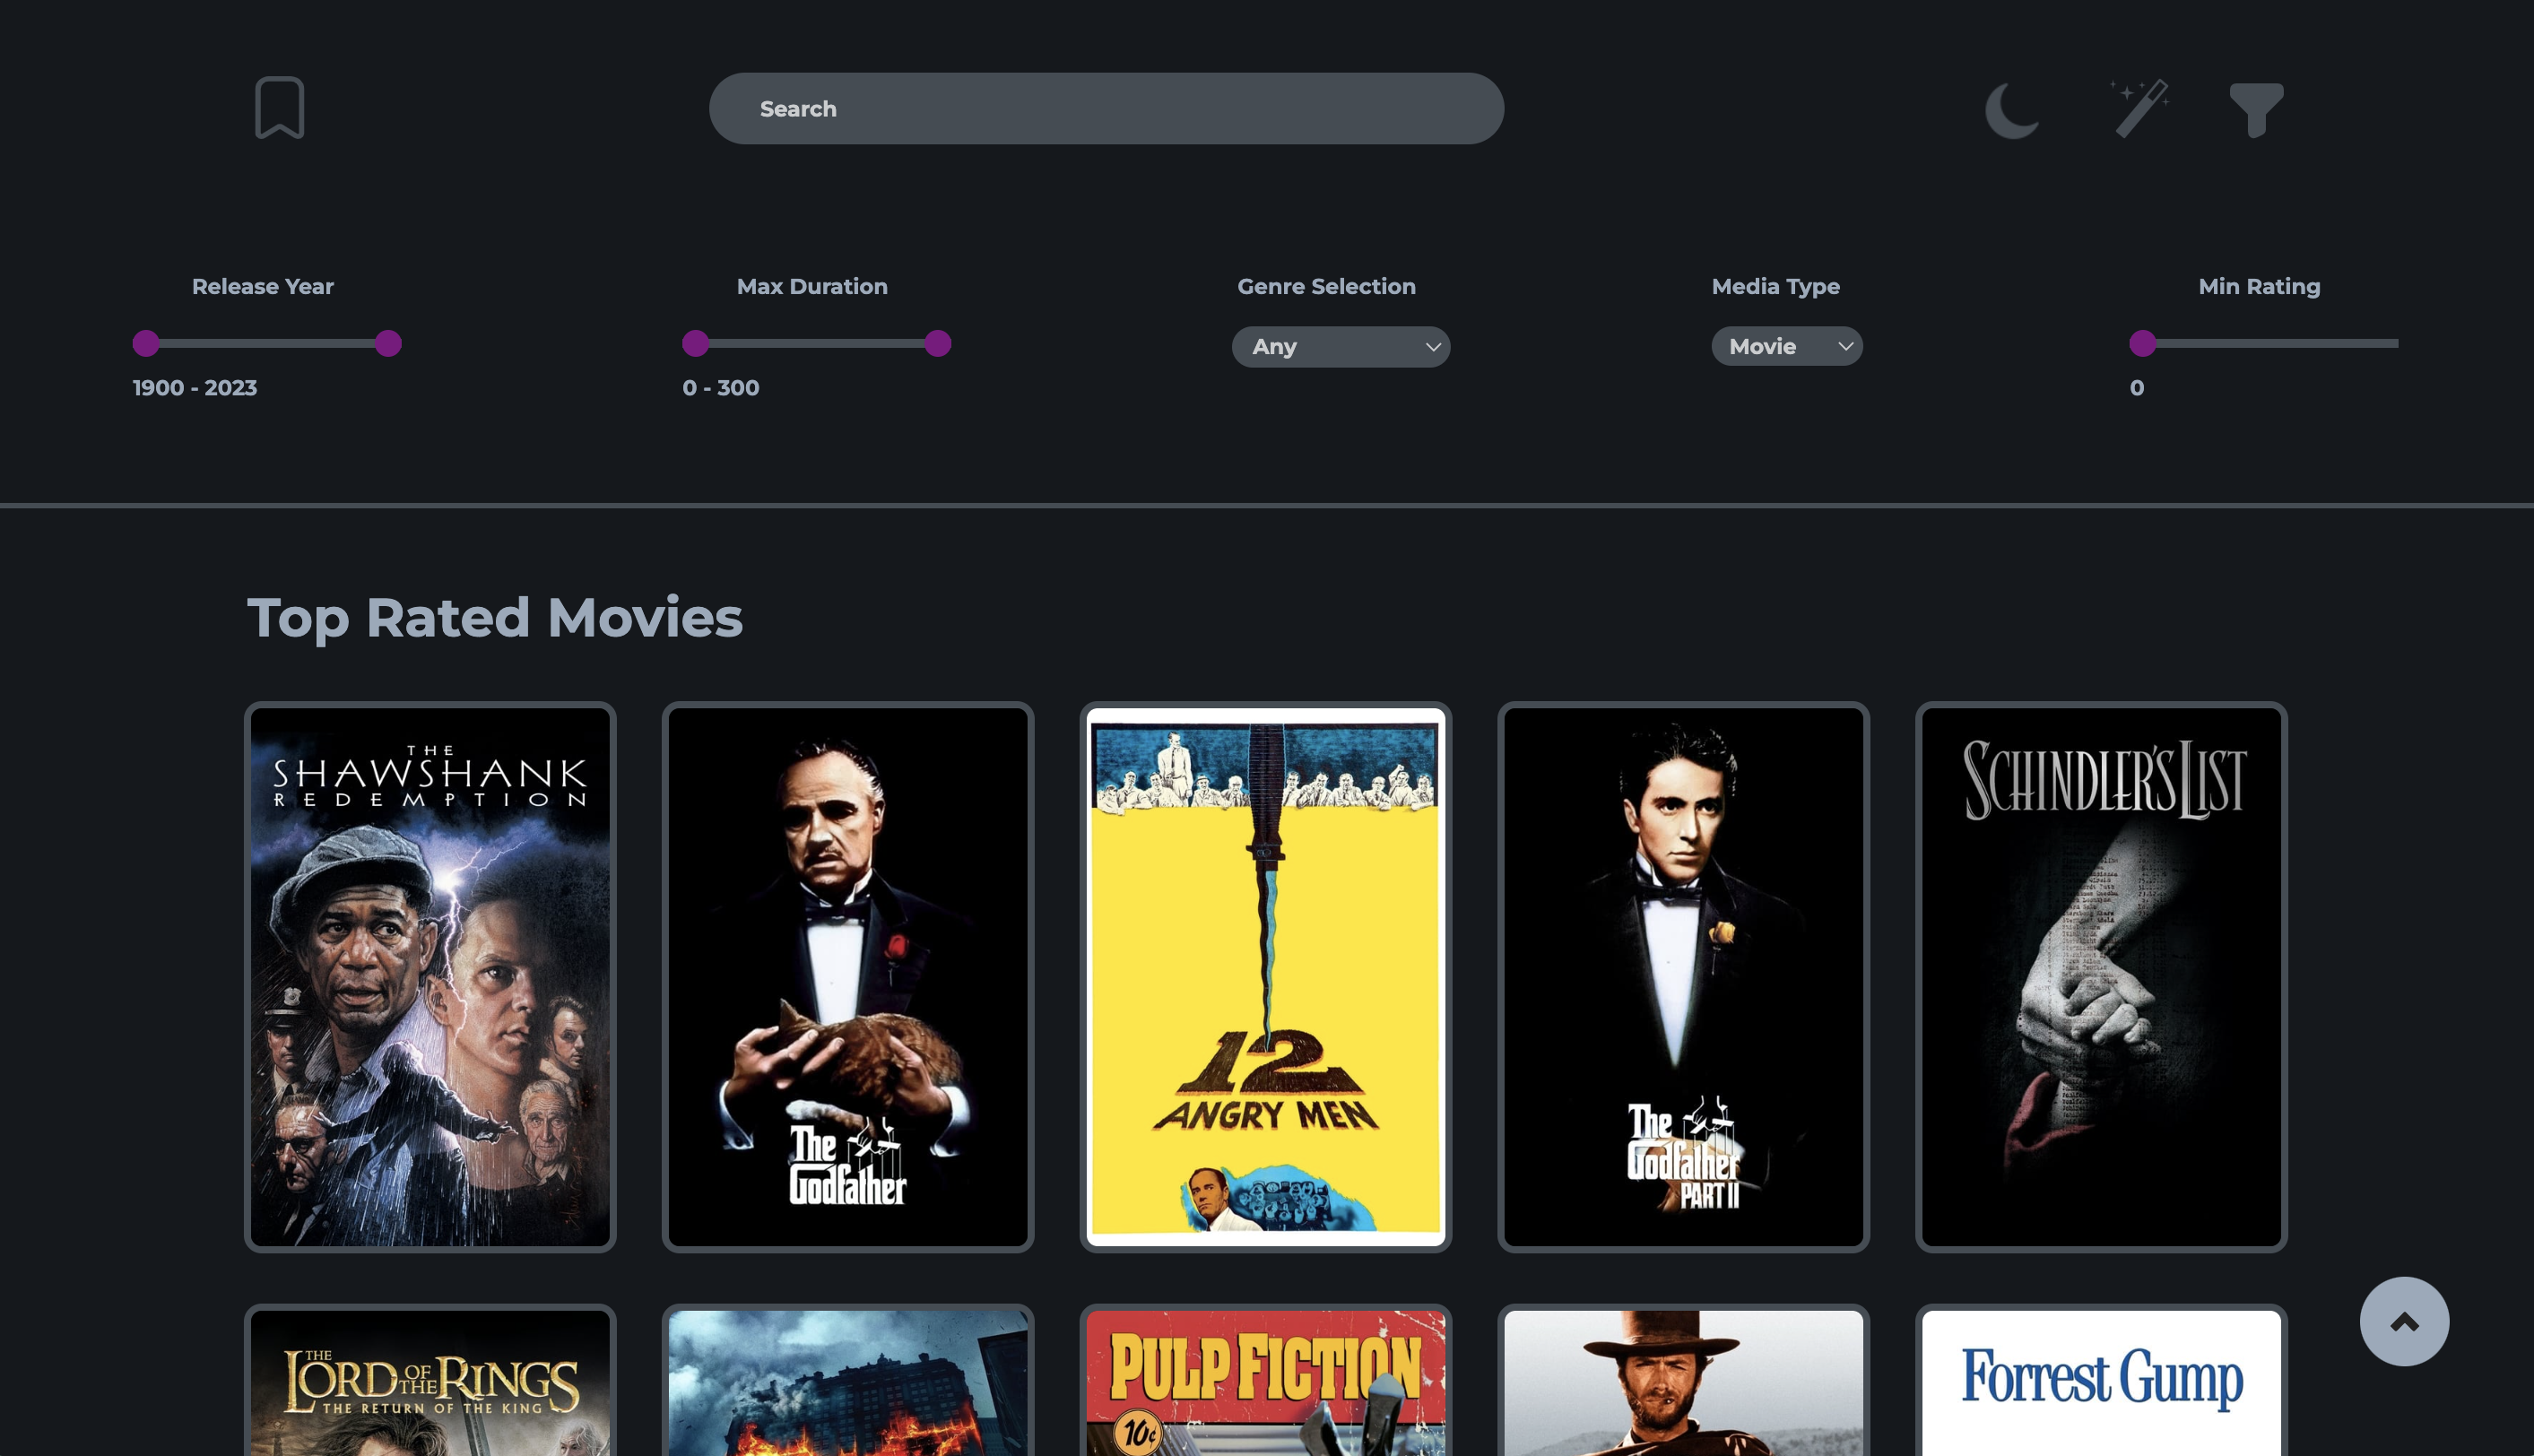 Search
Release Year
Max Duration
Genre Selection
Media Type
Min Rating
Any
Movie
1900 - 2023
0 - 300
0
Top Rated Movies
THE
SHAWSHANK
REDEMPTION
The
Godfather
12
ANGRY MEN
The
Godfather
PART II
SCHINDLER'S LIST
THE
LORD OF THE RINGS
THE RETURN OF THE KING
PULP FICTION
10¢
Forrest Gump